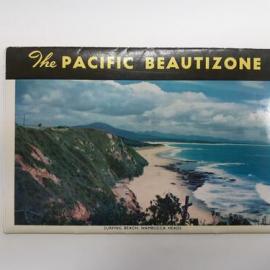 The PACIFIC BEAUTIZONE
SURFING BEACH, NAMBUCCA HEADS